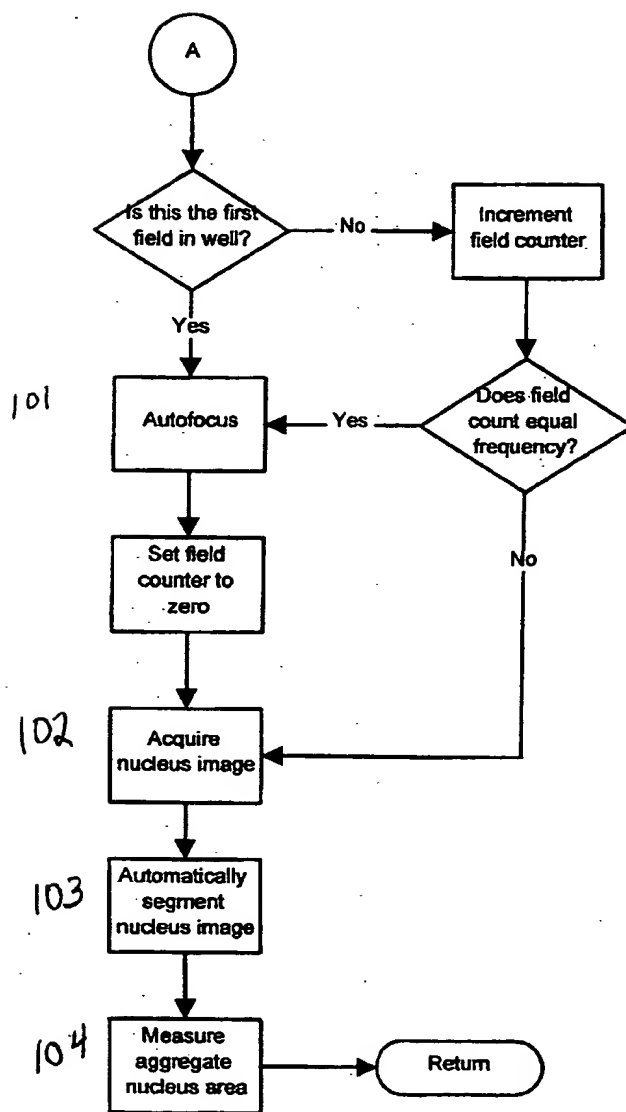 A
Is this the first
field in well?
No
Increment
field counter
Yes
101
Autofocus
Yes
Does field
count equal
frequency?
Set field
counter to
zero
No
102
Acquire
nucleus image
103
Automatically
segment
nucleus image
104
Measure
aggregate
nucleus area
Return